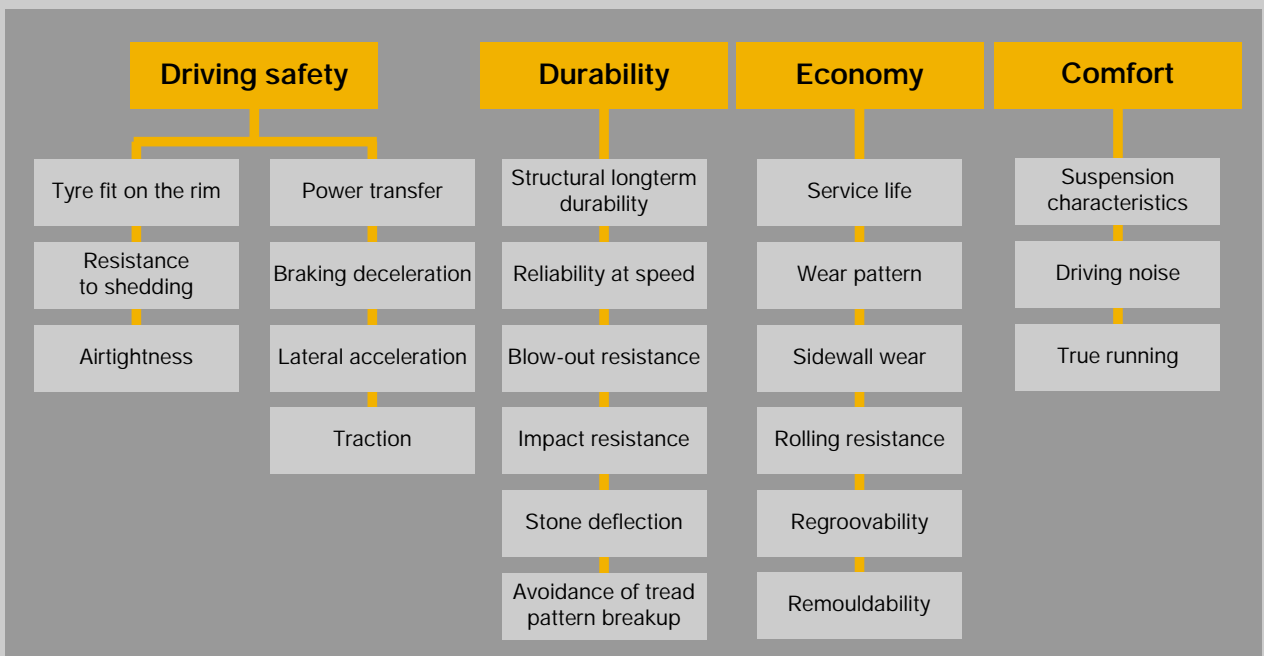 Driving safety
Tyre fit on the rim
Resistance
to shedding
Airtightness
Power transfer
Braking deceleration
Lateral acceleration
Traction
Durability
Structural longterm
durability
Reliability at speed
Blow-out resistance
Impact resistance
Stone deflection
Avoidance of tread
pattern breakup
Economy
Service life
Wear pattern
Sidewall wear
Rolling resistance
Regroovability
Remouldability
Comfort
Suspension
characteristics
Driving noise
True running